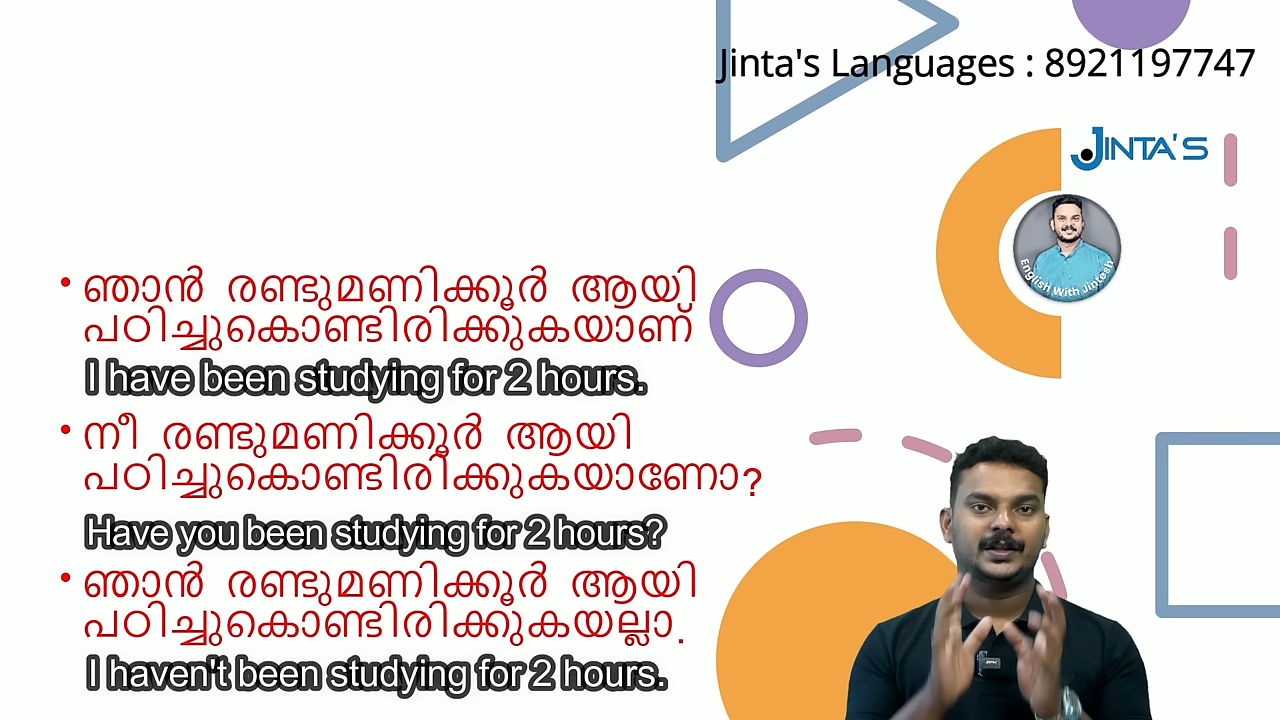 Jinta's Languages : 8921197747
JINTA'S
English With Jintesh
• ഞാൻ രണ്ടുമണിക്കൂർ ആയി
പഠിച്ചുകൊണ്ടിരിക്കുകയാണ്
I have been studying for 2 hours.
• നീ രണ്ടുമണിക്കൂർ ആയി
പഠിച്ചുകൊണ്ടിരിക്കുകയാണോ?
Have you been studying for 2 hours?
• ഞാൻ രണ്ടുമണിക്കൂർ ആയി
പഠിച്ചുകൊണ്ടിരിക്കുകയല്ലാ.
I haven't been studying for 2 hours.